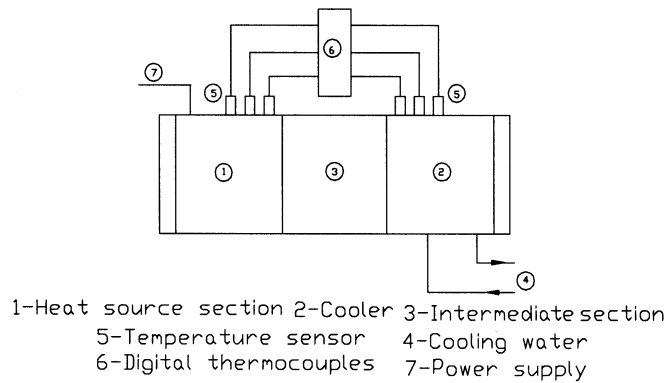 6
7
5
5
1
3
2
4
1-Heat source section 2-Cooler 3-Intermediate section
5-Temperature sensor 4-Cooling water
6-Digital thermocouples 7-Power supply